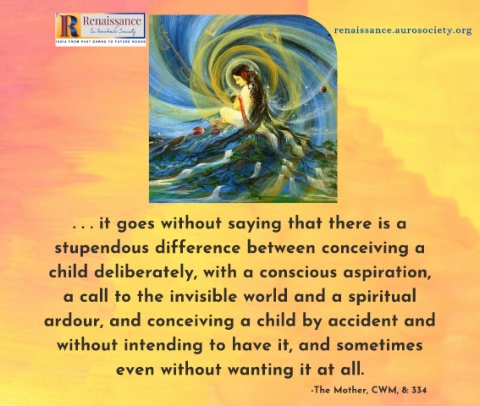 Renaissance
Sri Aurobindo Society
INDIA FROM PAST DAWNS TO FUTURE NOONS
renaissance.aurosociety.org
. . . it goes without saying that there is a
stupendous difference between conceiving a
child deliberately, with a conscious aspiration,
a call to the invisible world and a spiritual
ardour, and conceiving a child by accident and
without intending to have it, and sometimes
even without wanting it at all.
-The Mother, CWM, 8: 334